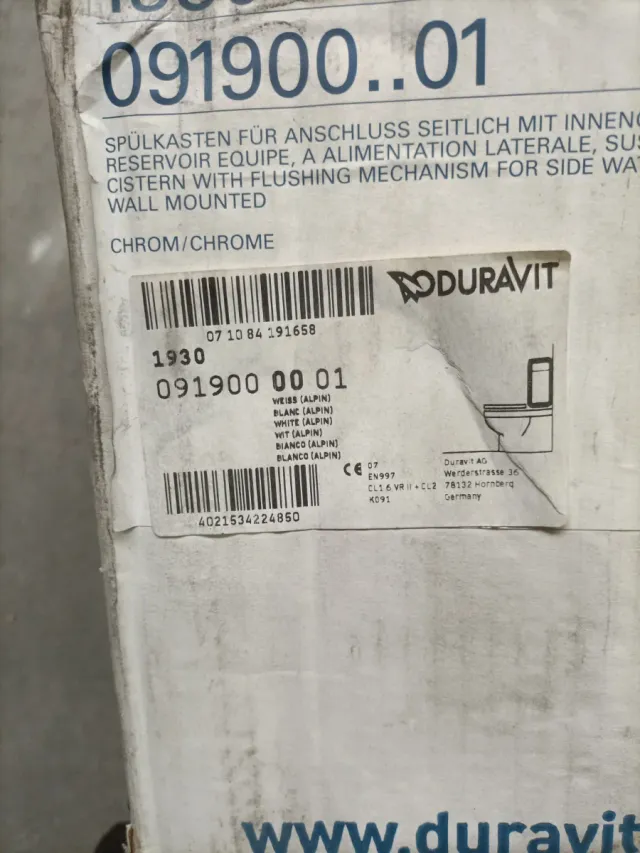 091900..01
SPÜLKASTEN FÜR ANSCHLUSS SEITLICH MIT
RESERVOIR EQUIPE, A ALIMENTATION LATERALE,
CISTERN WITH FLUSHING MECHANISM FOR SIDE
WALL MOUNTED
CHROM/CHROME
DURAVIT
07 10 84 191658
1930
091900 00 01
WEISS (ALPIN)
BLANC (ALPIN)
WHITE (ALPIN)
WIT (ALPIN)
BIANCO (ALPIN)
BLANCO (ALPIN)
CE 07
EN997
CL1 6 VR II + CL2
K091
Duravit AG
Werderstrasse 36
78132 Hornberg
Germany
4021534224850
www.duravit